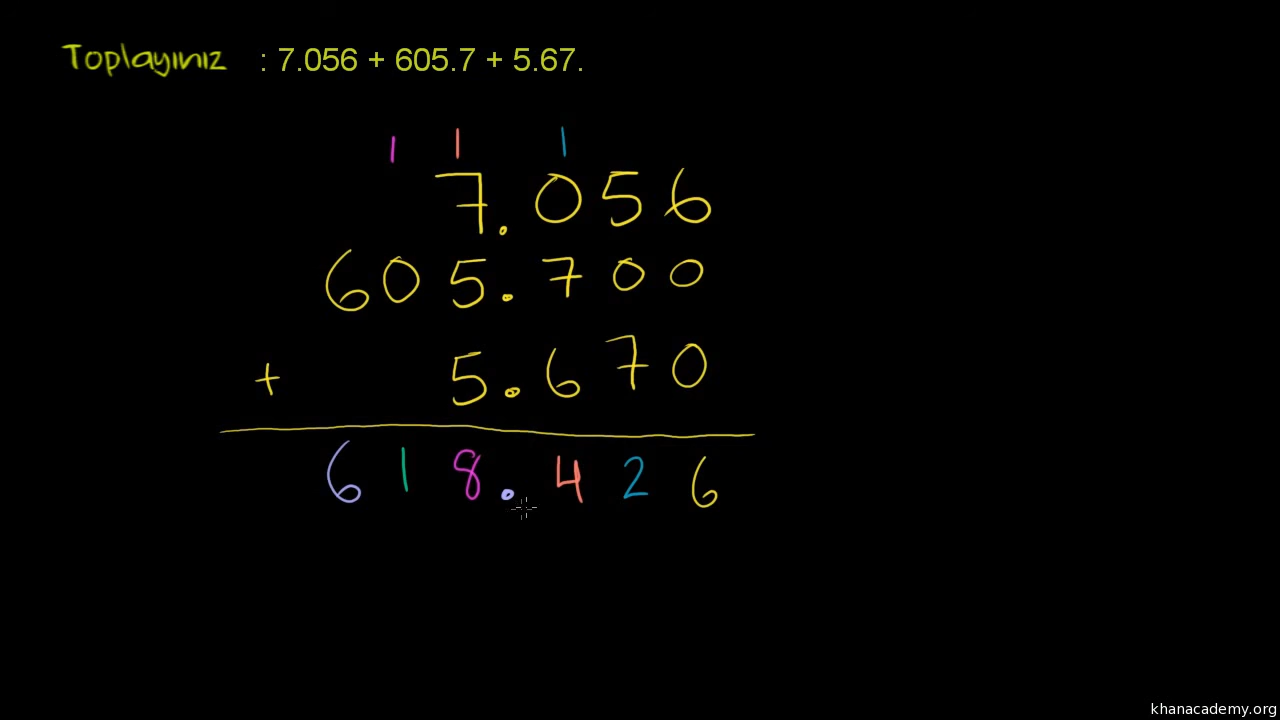 Toplayınız : 7.056 + 605.7 + 5.67.
1 1 1
7.056
605.700
+ 5.670
618.426
khanacademy.org